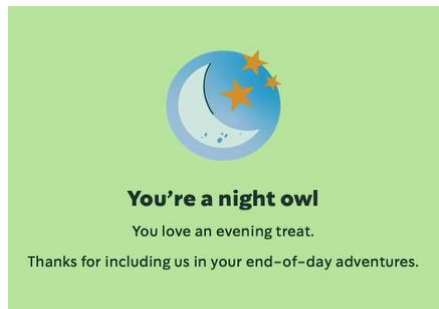 You’re a night owl
You love an evening treat.
Thanks for including us in your end-of-day adventures.